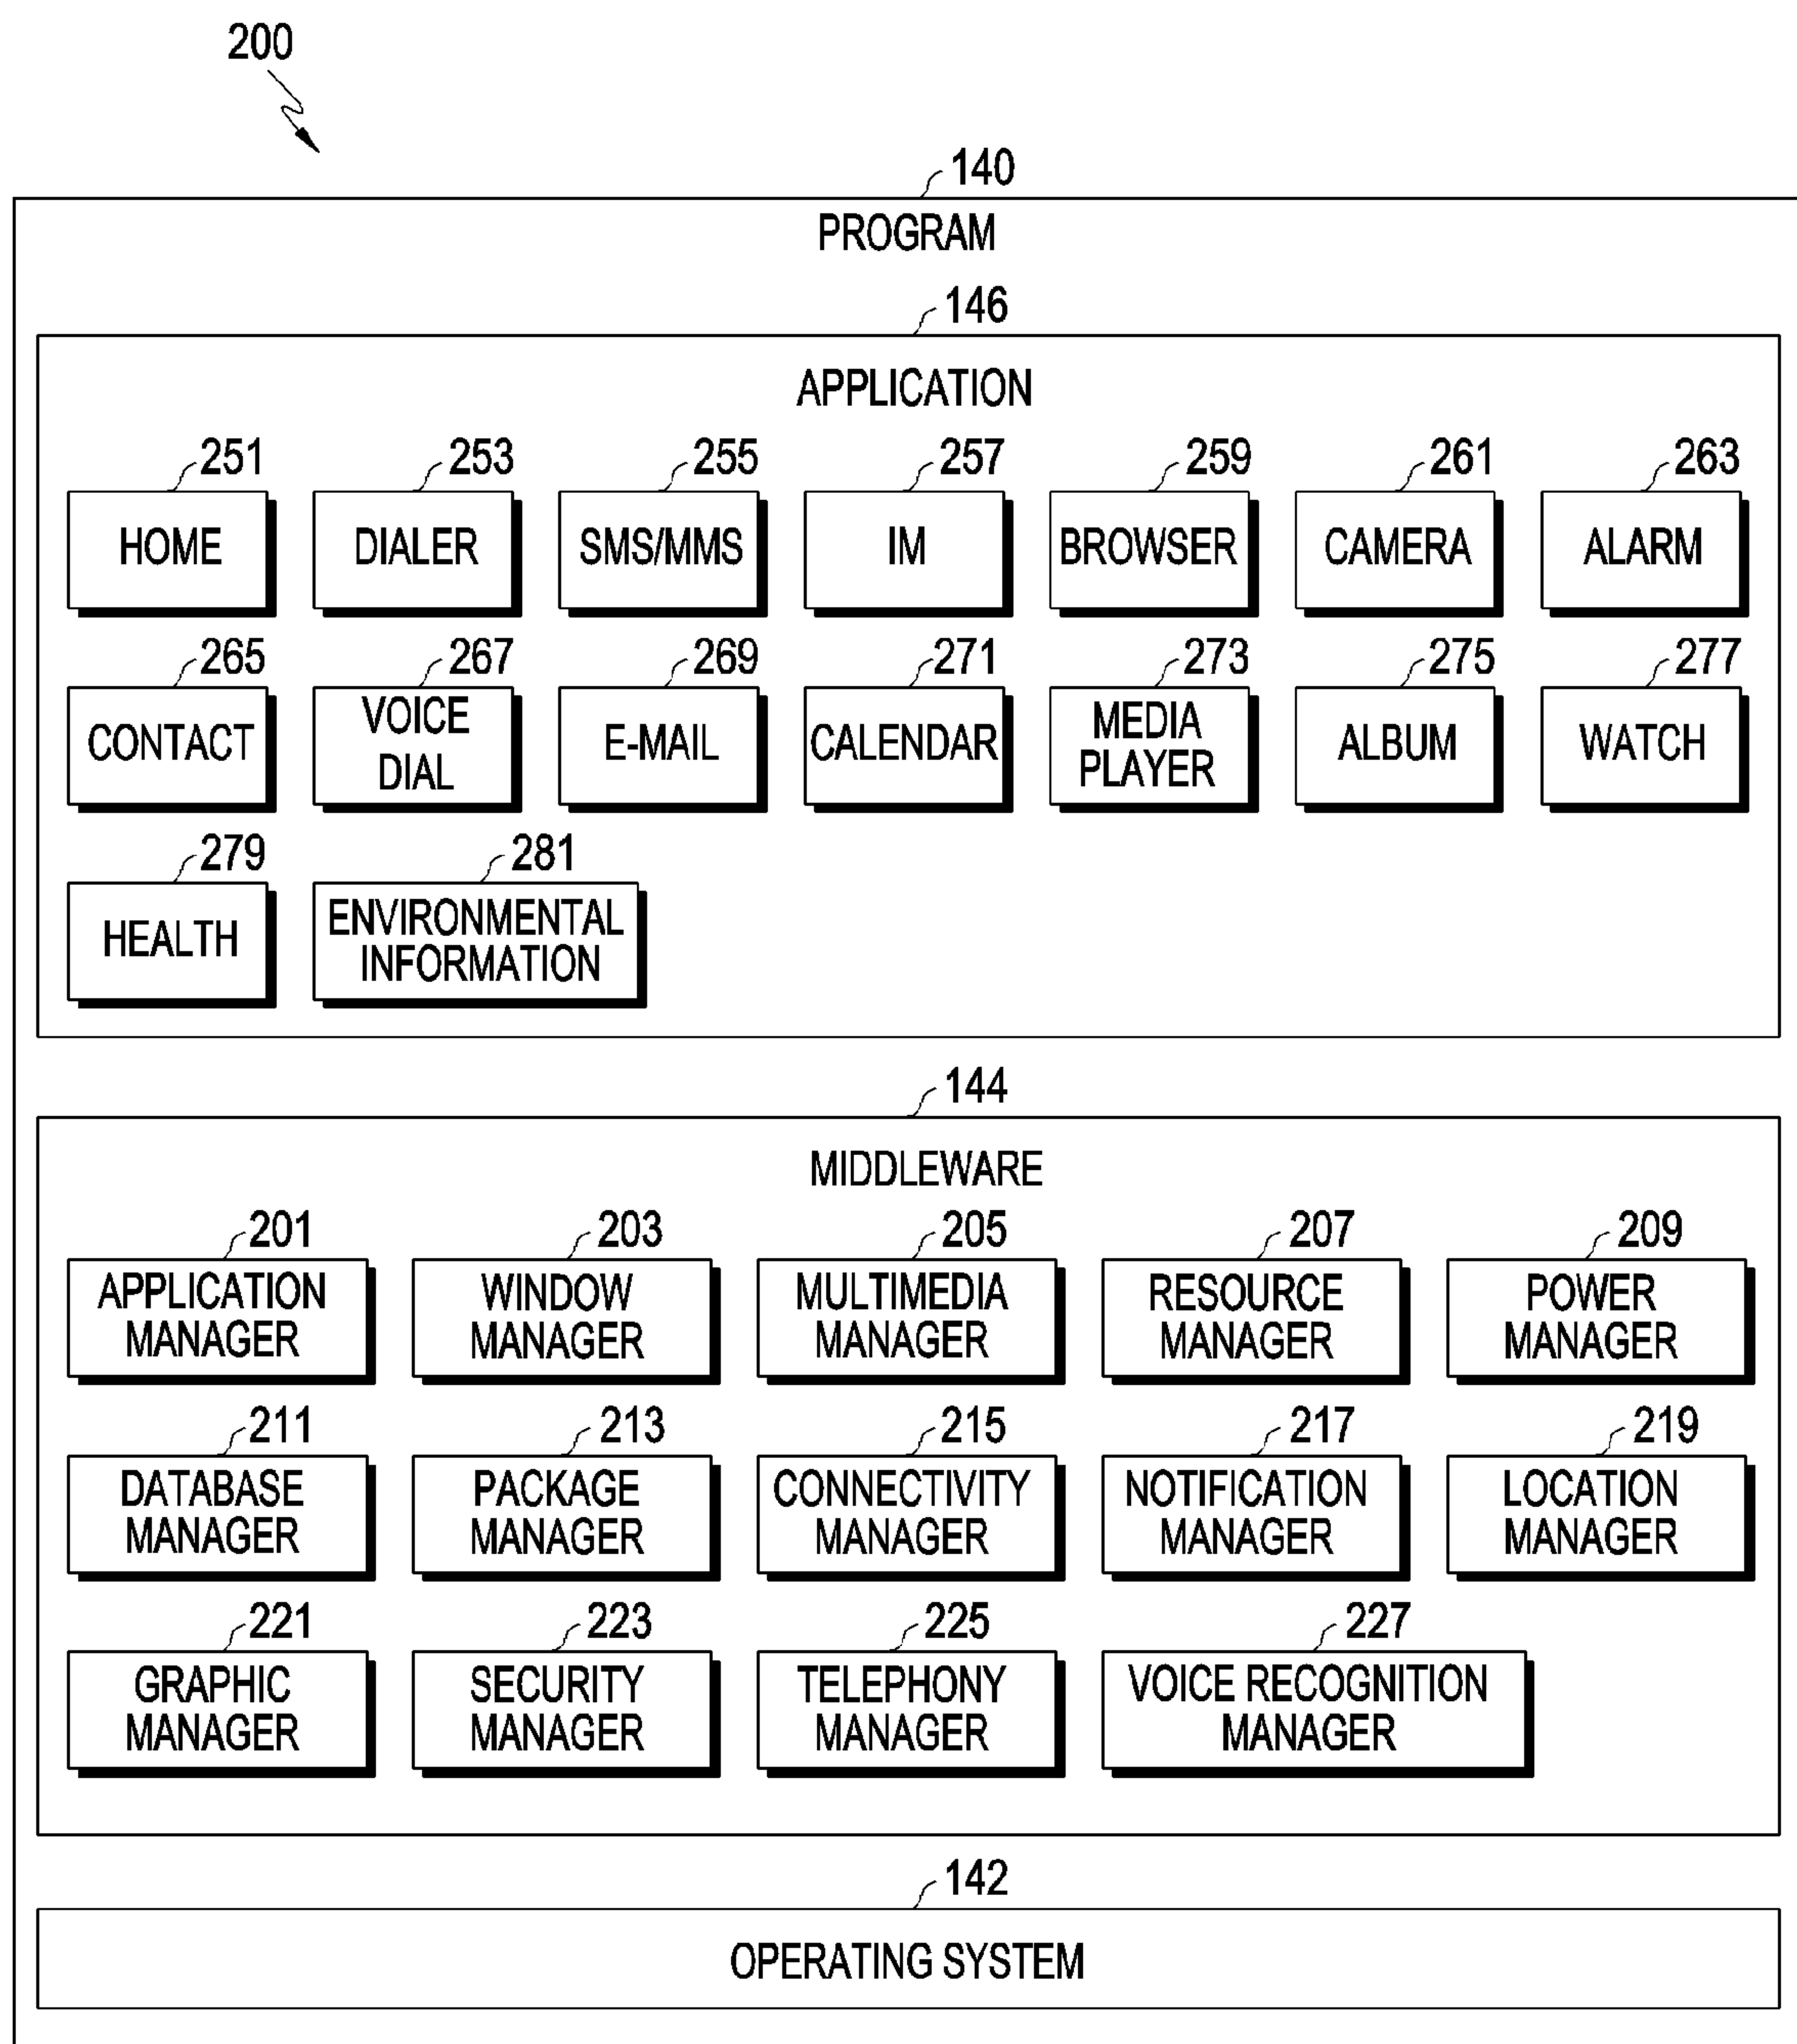 200
140
PROGRAM
146
APPLICATION
251 253 255 257 259 261 263
HOME DIALER SMS/MMS IM BROWSER CAMERA ALARM
265 267 269 271 273 275 277
CONTACT VOICE DIAL E-MAIL CALENDAR MEDIA PLAYER ALBUM WATCH
279 281
HEALTH ENVIRONMENTAL INFORMATION
144
MIDDLEWARE
201 203 205 207 209
APPLICATION MANAGER WINDOW MANAGER MULTIMEDIA MANAGER RESOURCE MANAGER POWER MANAGER
211 213 215 217 219
DATABASE MANAGER PACKAGE MANAGER CONNECTIVITY MANAGER NOTIFICATION MANAGER LOCATION MANAGER
221 223 225 227
GRAPHIC MANAGER SECURITY MANAGER TELEPHONY MANAGER VOICE RECOGNITION MANAGER
142
OPERATING SYSTEM